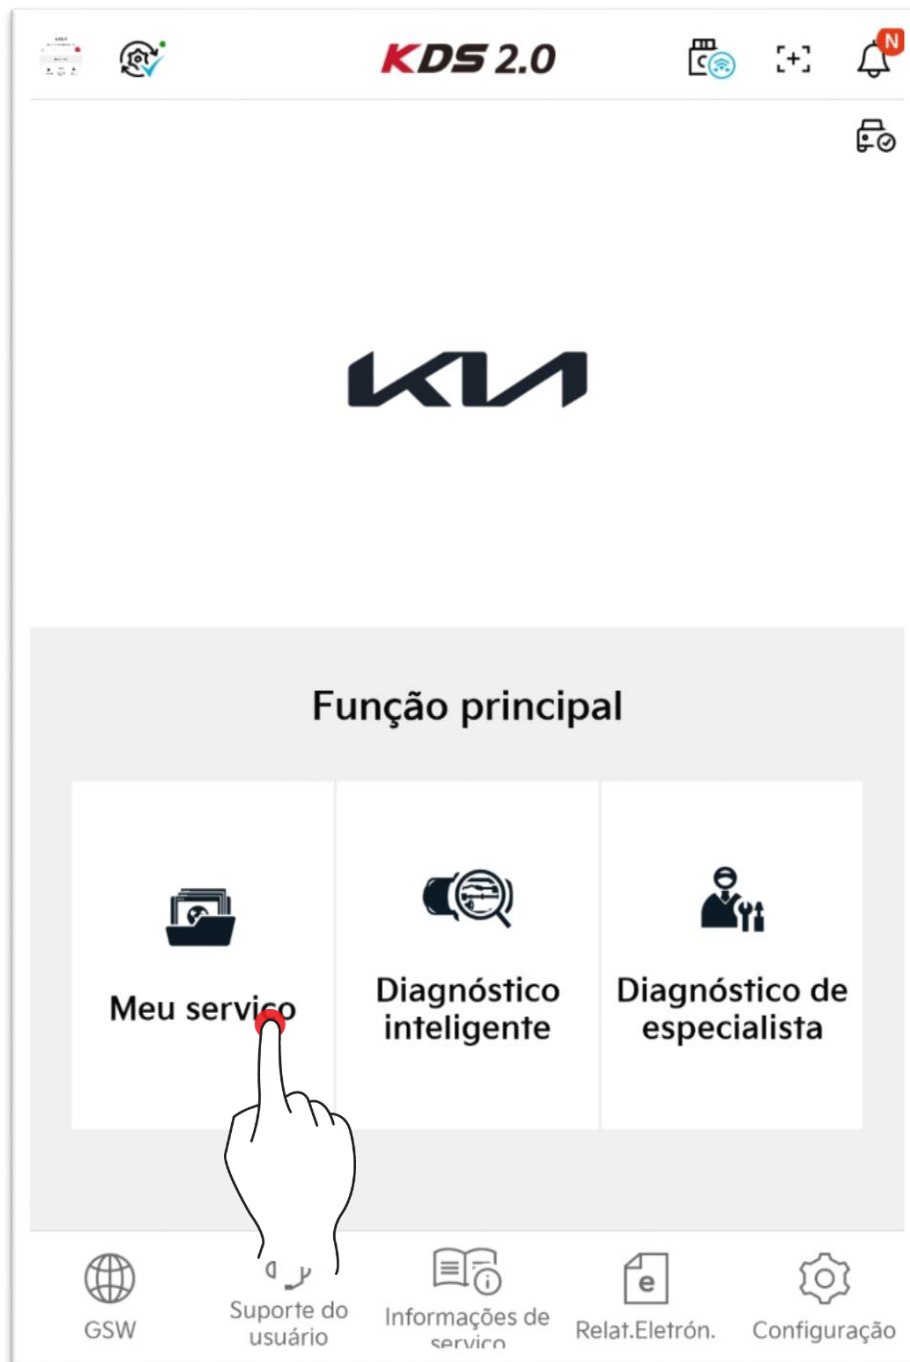 KDS 2.0
N
KIA
Função principal
Meu serviço
Diagnóstico
inteligente
Diagnóstico de
especialista
GSW
Suporte do
usuário
Informações de
serviço
Relat.Eletrón.
Configuração